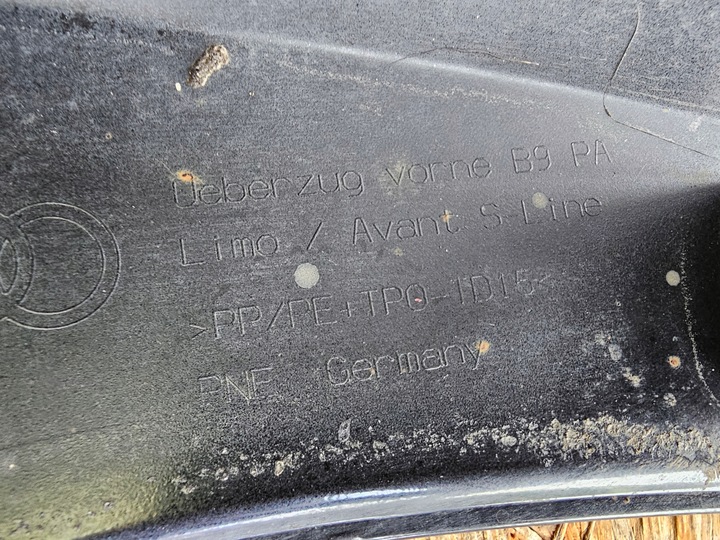 Ueberzug vorne B9 PA
Limo / Avant S-Line
>PP/PE+TPO-TD15<
PNE Germany